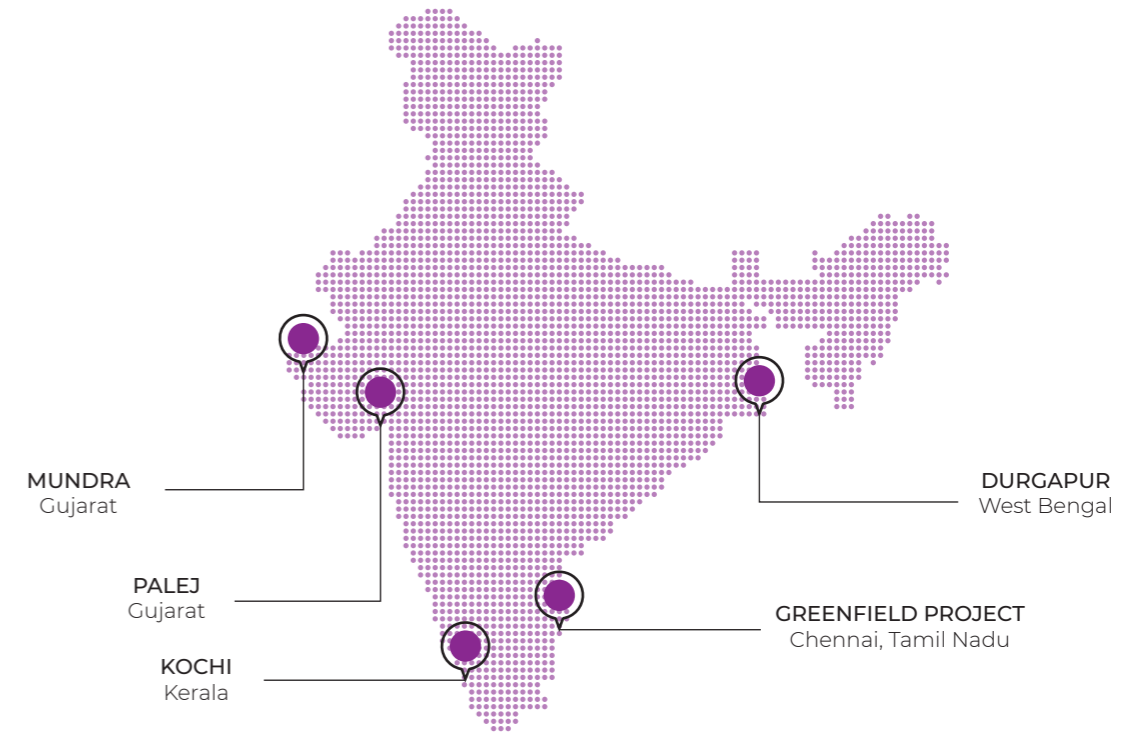 MUNDRA
Gujarat
PALEJ
Gujarat
KOCHI
Kerala
DURGAPUR
West Bengal
GREENFIELD PROJECT
Chennai, Tamil Nadu